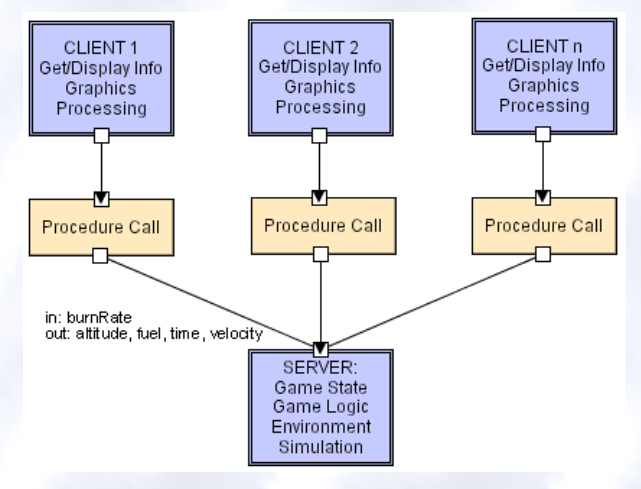 CLIENT 1
Get/Display Info
Graphics
Processing
CLIENT 2
Get/Display Info
Graphics
Processing
CLIENT n
Get/Display Info
Graphics
Processing
Procedure Call
Procedure Call
Procedure Call
in: burnRate
out: altitude, fuel, time, velocity
SERVER:
Game State
Game Logic
Environment
Simulation